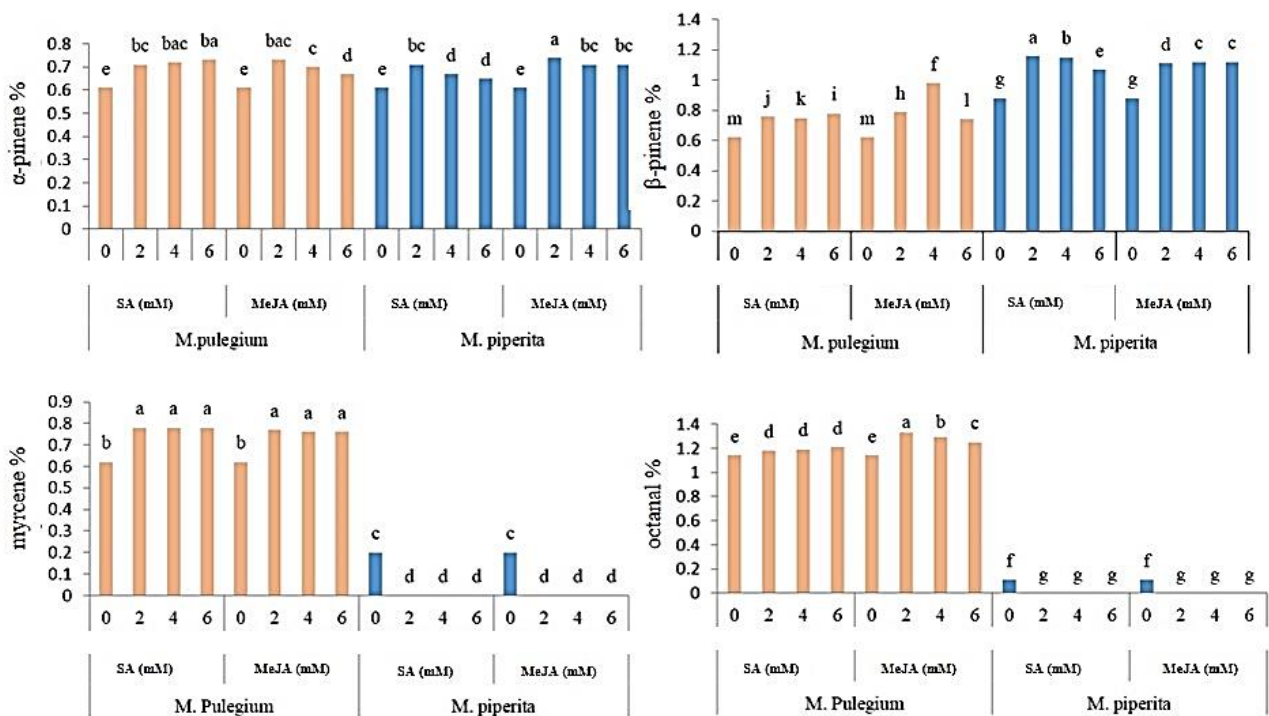 α-pinene %
0.8
0.7
0.6
0.5
0.4
0.3
0.2
0.1
0
e bc bac ba e bac c d e bc d d e a bc bc
0 2 4 6 0 2 4 6 0 2 4 6 0 2 4 6
SA (mM) MeJA (mM) SA (mM) MeJA (mM)
M.pulegium M. piperita
β-pinene %
1.4
1.2
1
0.8
0.6
0.4
0.2
0
m j k i m h f l g a b e g d c c
0 2 4 6 0 2 4 6 0 2 4 6 0 2 4 6
SA (mM) MeJA (mM) SA (mM) MeJA (mM)
M. pulegium M. piperita
myrcene %
0.9
0.8
0.7
0.6
0.5
0.4
0.3
0.2
0.1
0
b a a a b a a a c d d d c d d d
0 2 4 6 0 2 4 6 0 2 4 6 0 2 4 6
SA (mM) MeJA (mM) SA (mM) MeJA (mM)
M. Pulegium M. piperita
octanal %
1.4
1.2
1
0.8
0.6
0.4
0.2
0
e d d d e a b c f g g g f g g g
0 2 4 6 0 2 4 6 0 2 4 6 0 2 4 6
SA (mM) MeJA (mM) SA (mM) MeJA (mM)
M. Pulegium M. piperita